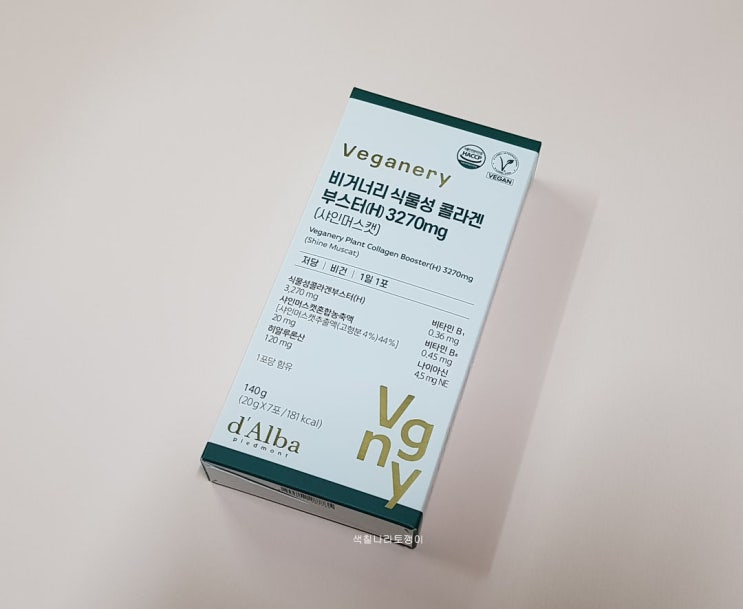 Veganery
HACCP
VEGAN
비거너리 식물성 콜라겐
부스터(H) 3270mg
[샤인머스캣]
Veganery Plant Collagen Booster(H) 3270mg
(Shine Muscat)
저당 | 비건 | 1일 1포
식물성콜라겐부스터(H)
3,270 mg
샤인머스캣혼합농축액
[샤인머스캣추출액(고형분 4%)44%]
20 mg
히알루론산
120 mg
1포당 함유
비타민 B₁
0.36 mg
비타민 B₆
0.45 mg
나이아신
4.5 mg NE
140g
(20g X 7포 / 181 kcal)
d'Alba
piedmont
Vg
ny
색칠나라토깽이